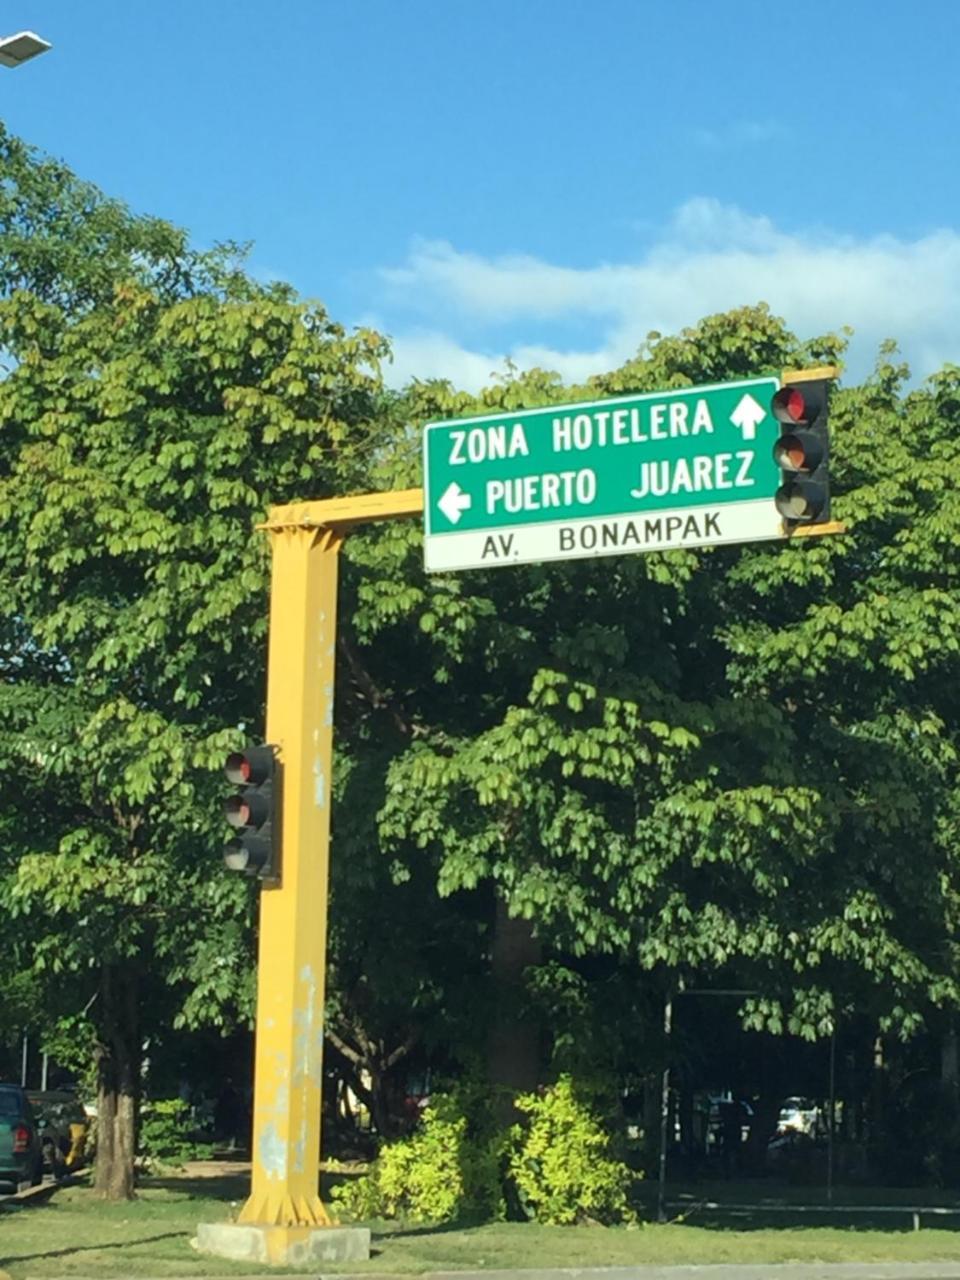 ZONA HOTELERA
PUERTO JUAREZ
AV. BONAMPAK